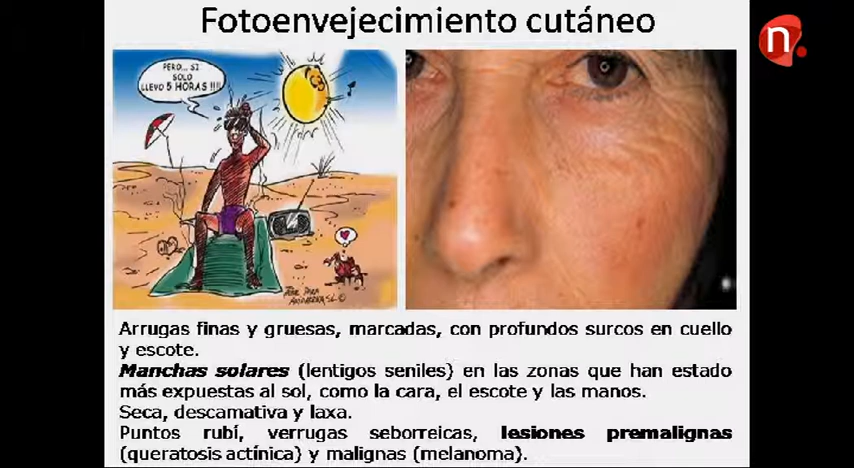 Fotoenvejecimiento cutáneo
n.
PERO... SI
SOLO
LLEVO 5 HORAS !!!!
Arrugas finas y gruesas, marcadas, con profundos surcos en cuello
y escote.
Manchas solares (lentigos seniles) en las zonas que han estado
más expuestas al sol, como la cara, el escote y las manos.
Seca, descamativa y laxa.
Puntos rubí, verrugas seborreicas, lesiones premalignas
(queratosis actínica) y malignas (melanoma).